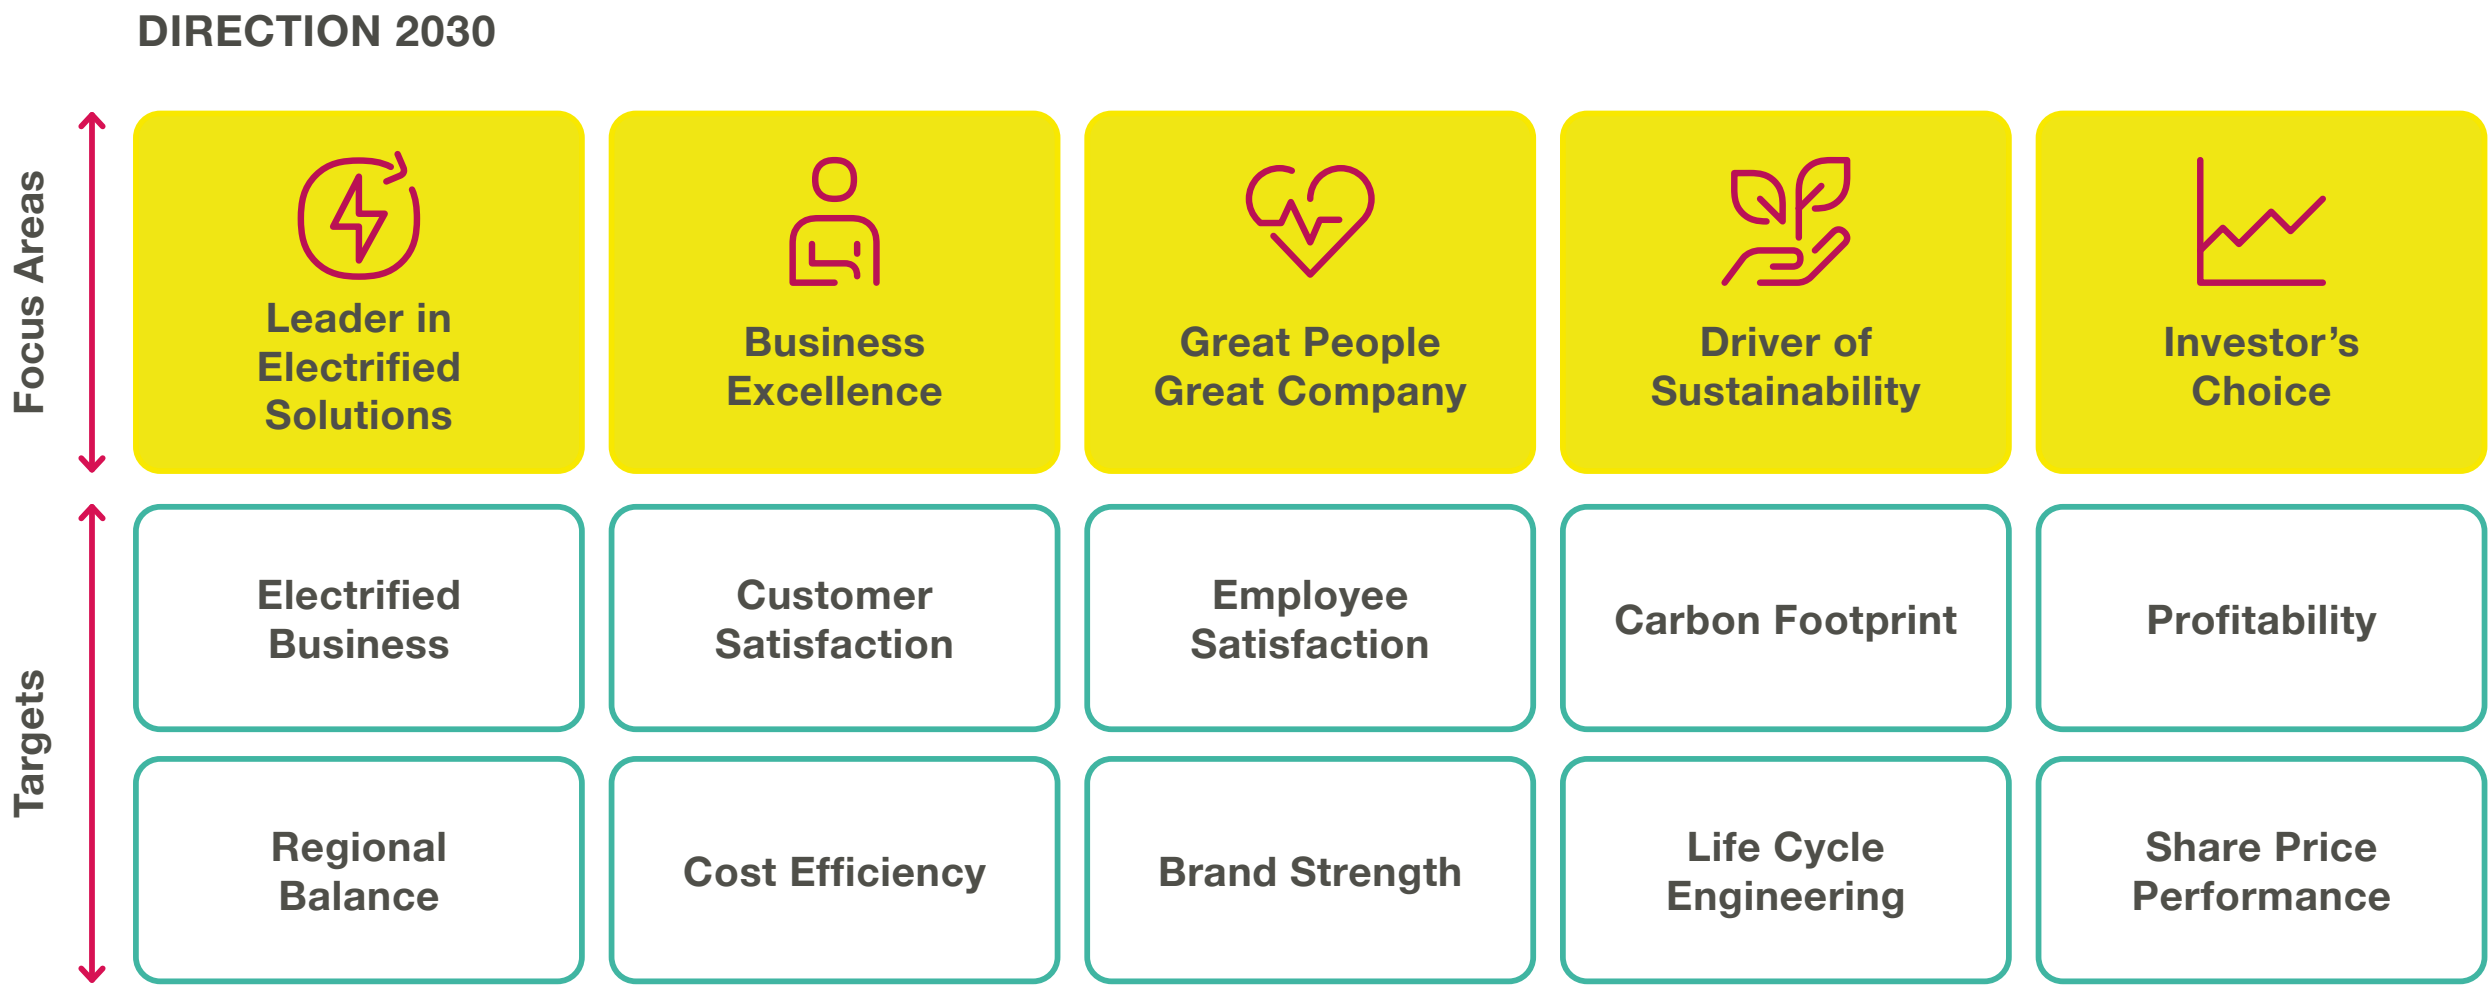 DIRECTION 2030
Focus Areas
Leader in
Electrified
Solutions
Business
Excellence
Great People
Great Company
Driver of
Sustainability
Investor’s
Choice
Targets
Electrified
Business
Customer
Satisfaction
Employee
Satisfaction
Carbon Footprint
Profitability
Regional
Balance
Cost Efficiency
Brand Strength
Life Cycle
Engineering
Share Price
Performance